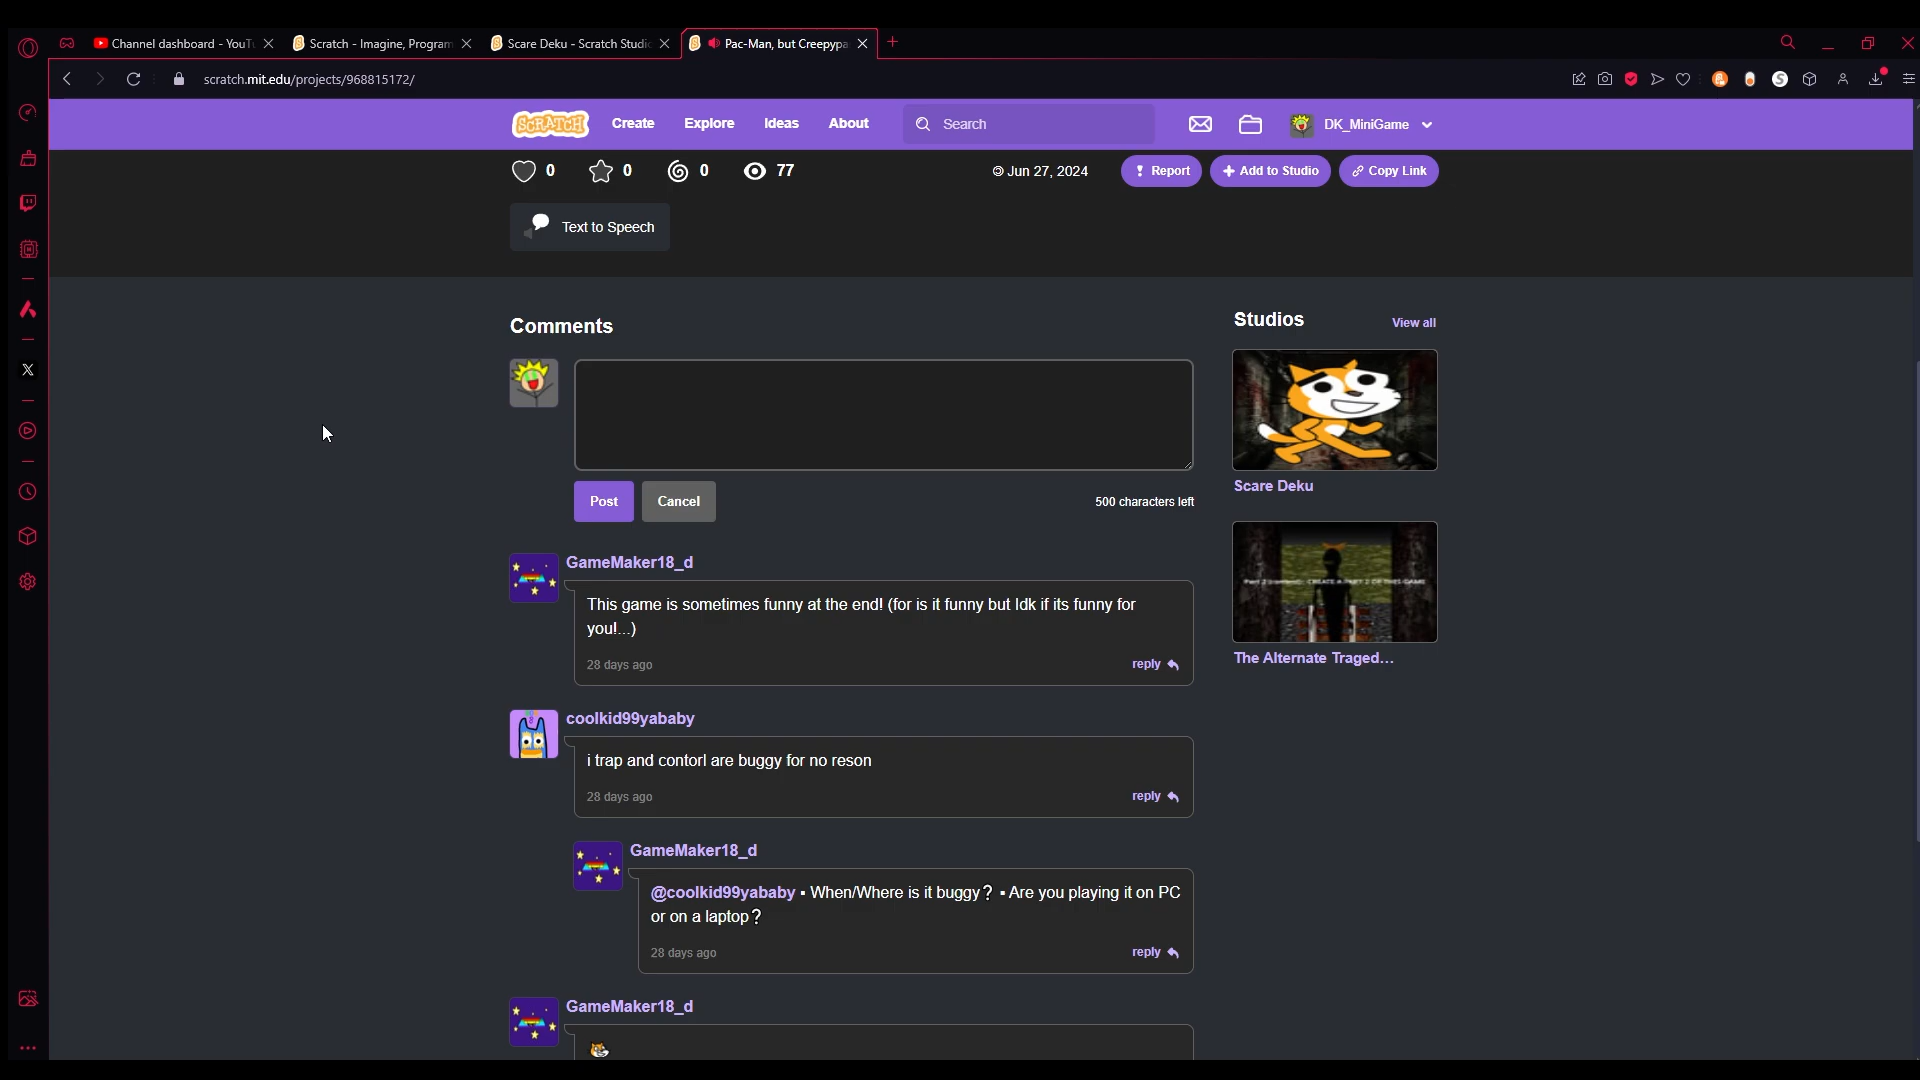 Channel dashboard - YouTu
Scratch - Imagine, Program
Scare Deku - Scratch Studio
Pac-Man, but Creepypa
scratch.mit.edu/projects/968815172/
SCRATCH
Create
Explore
Ideas
About
Search
DK_MiniGame
0
0
0
77
© Jun 27, 2024
Report
Add to Studio
Copy Link
Text to Speech
Comments
Studios
View all
Post
Cancel
500 characters left
Scare Deku
The Alternate Traged...
GameMaker18_d
This game is sometimes funny at the end! (for is it funny but Idk if its funny for
you!...)
28 days ago
reply
coolkid99yababy
i trap and contorl are buggy for no reson
28 days ago
reply
GameMaker18_d
@coolkid99yababy ▪ When/Where is it buggy❔ ▪ Are you playing it on PC
or on a laptop❔
28 days ago
reply
GameMaker18_d